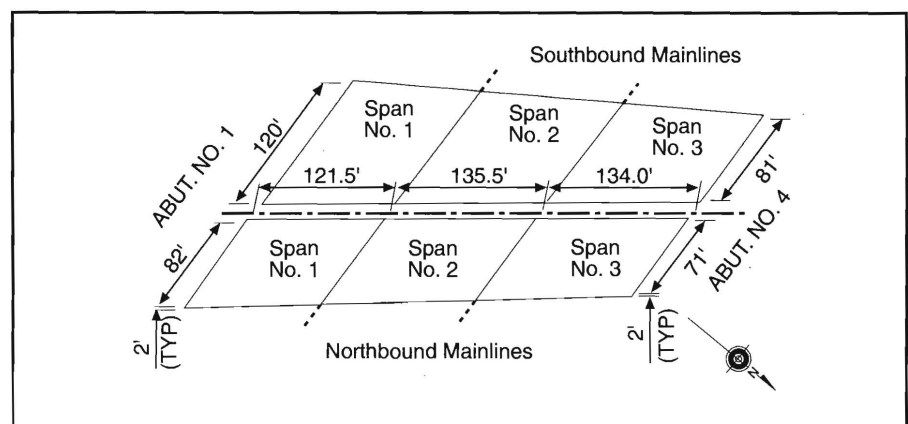 Southbound Mainlines
Span
No. 1
Span
No. 2
Span
No. 3
120'
ABUT. NO. 1
121.5'
135.5'
134.0'
81'
ABUT. NO. 4
82'
Span
No. 1
Span
No. 2
Span
No. 3
71'
2'
(TYP)
2'
(TYP)
Northbound Mainlines
N